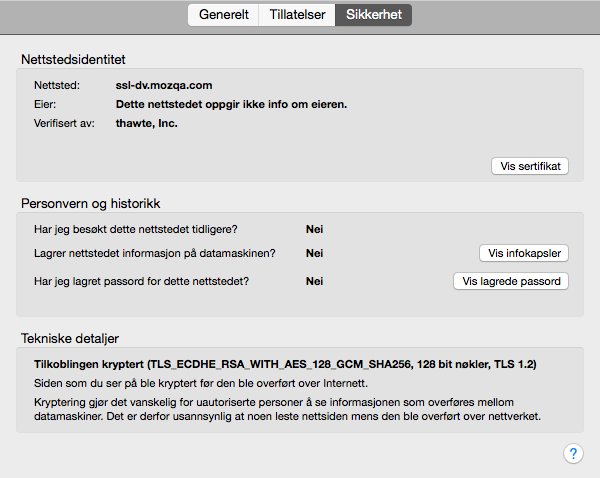 Generelt Tillatelser Sikkerhet
Nettstedsidentitet
Nettsted: ssl-dv.mozqa.com
Eier: Dette nettstedet oppgir ikke info om eieren.
Verifisert av: thawte, Inc.
Vis sertifikat
Personvern og historikk
Har jeg besøkt dette nettstedet tidligere? Nei
Lagrer nettstedet informasjon på datamaskinen? Nei Vis infokapsler
Har jeg lagret passord for dette nettstedet? Nei Vis lagrede passord
Tekniske detaljer
Tilkoblingen kryptert (TLS_ECDHE_RSA_WITH_AES_128_GCM_SHA256, 128 bit nøkler, TLS 1.2)
Siden som du ser på ble kryptert før den ble overført over Internett.
Kryptering gjør det vanskelig for uautoriserte personer å se informasjonen som overføres mellom
datamaskiner. Det er derfor usannsynlig at noen leste nettsiden mens den ble overført over nettverket.
?